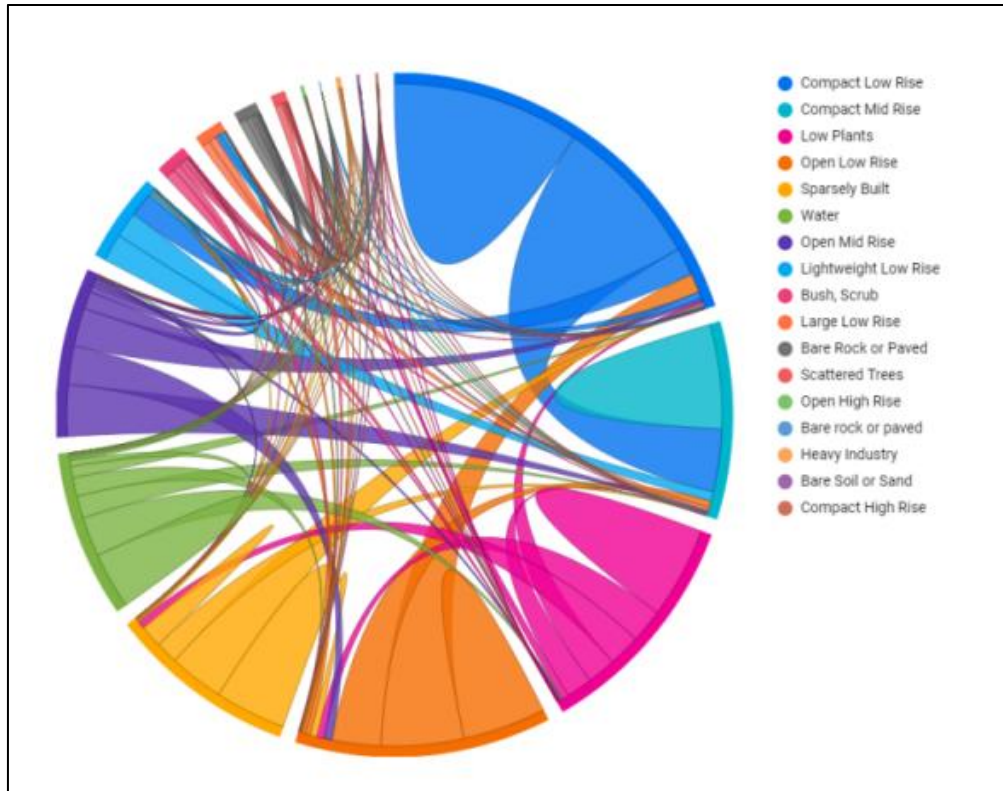 Compact Low Rise
Compact Mid Rise
Low Plants
Open Low Rise
Sparsely Built
Water
Open Mid Rise
Lightweight Low Rise
Bush, Scrub
Large Low Rise
Bare Rock or Paved
Scattered Trees
Open High Rise
Bare rock or paved
Heavy Industry
Bare Soil or Sand
Compact High Rise